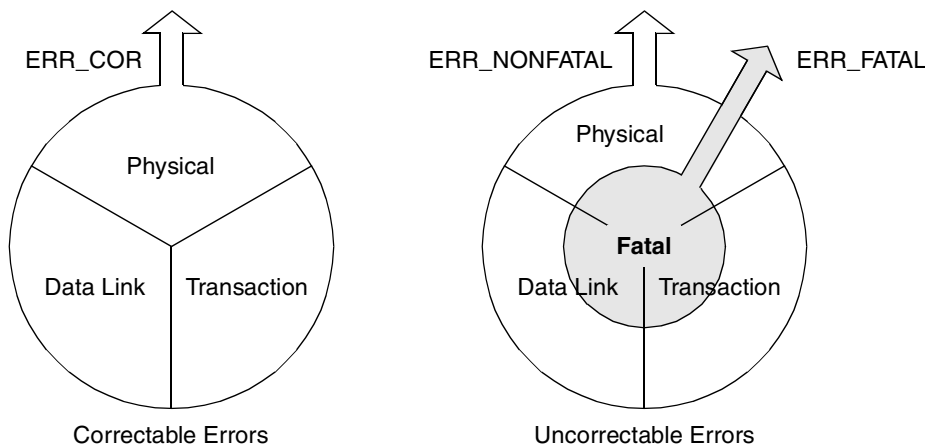 ERR_COR
Physical
Data Link
Transaction
Correctable Errors
ERR_NONFATAL
ERR_FATAL
Physical
Fatal
Data Link
Transaction
Uncorrectable Errors